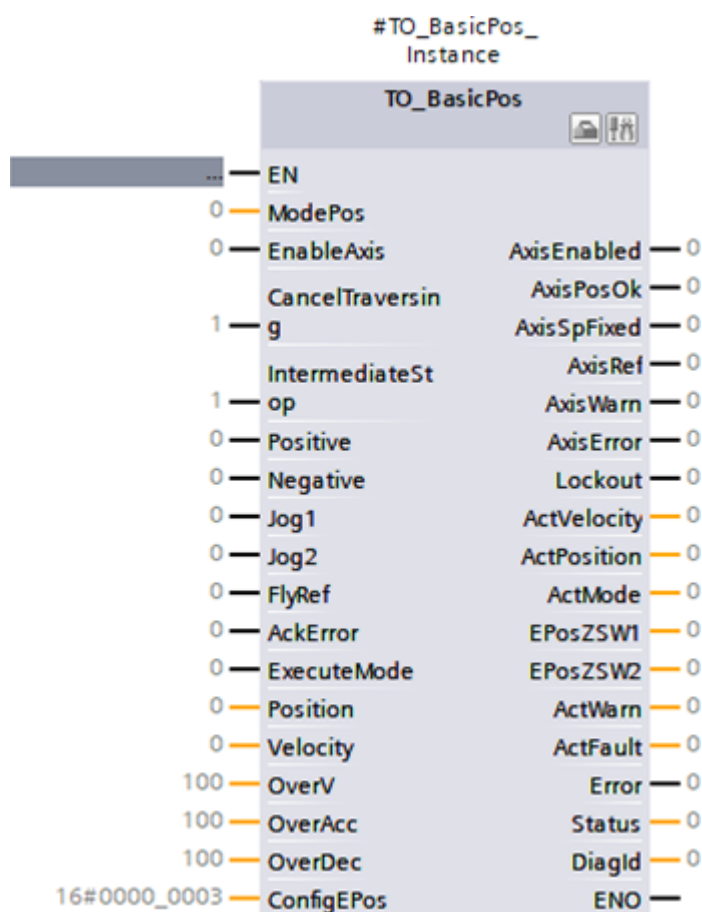 #TO_BasicPos_
Instance
TO_BasicPos
... EN
0 ModePos
0 EnableAxis AxisEnabled 0
AxisPosOk 0
CancelTraversin
1 g AxisSpFixed 0
AxisRef 0
IntermediateSt
1 op AxisWarn 0
0 Positive AxisError 0
0 Negative Lockout 0
0 Jog1 ActVelocity 0
0 Jog2 ActPosition 0
0 FlyRef ActMode 0
0 AckError EPosZSW1 0
0 ExecuteMode EPosZSW2 0
0 Position ActWarn 0
0 Velocity ActFault 0
100 OverV Error 0
100 OverAcc Status 0
100 OverDec DiagId 0
16#0000_0003 ConfigEPos ENO